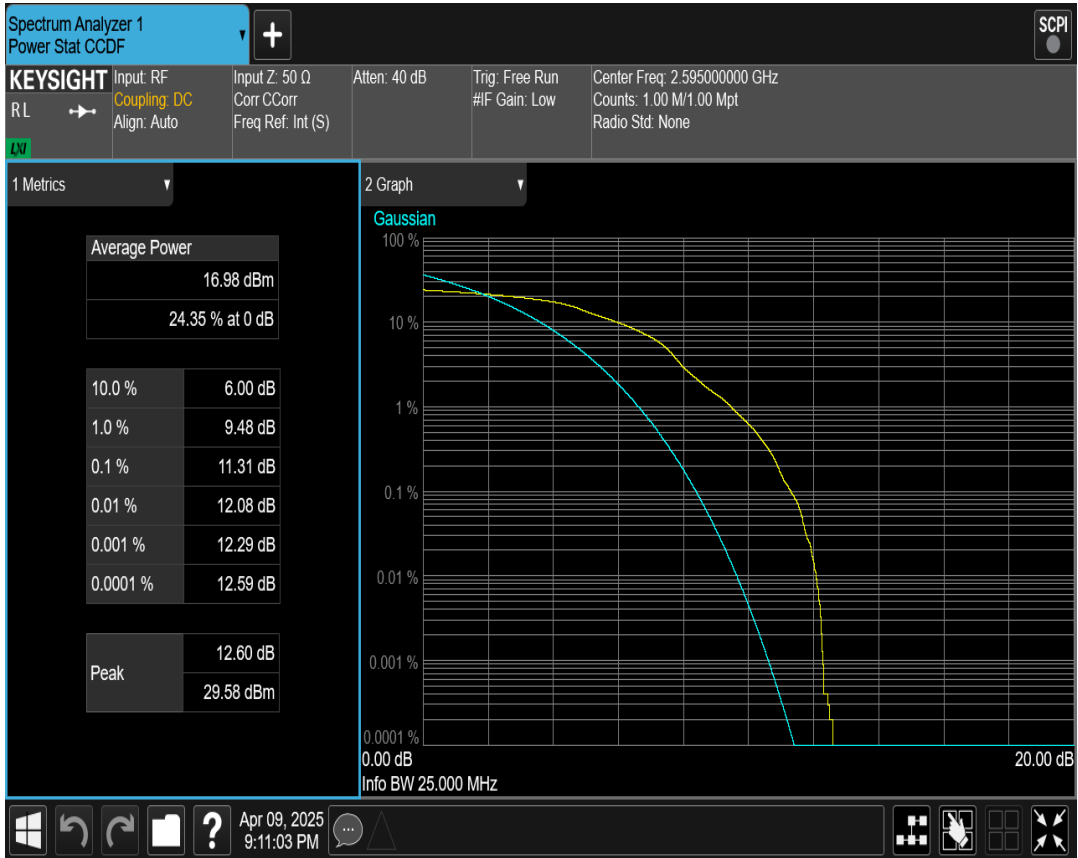 Spectrum Analyzer 1
Power Stat CCDF
SCPI
KEYSIGHT
R L
LXI
Input: RF
Coupling: DC
Align: Auto
Input Z: 50 Ω
Corr CCorr
Freq Ref: Int (S)
Atten: 40 dB
Trig: Free Run
#IF Gain: Low
Center Freq: 2.595000000 GHz
Counts: 1.00 M/1.00 Mpt
Radio Std: None
1 Metrics
Average Power
16.98 dBm
24.35 % at 0 dB
10.0 % 6.00 dB
1.0 % 9.48 dB
0.1 % 11.31 dB
0.01 % 12.08 dB
0.001 % 12.29 dB
0.0001 % 12.59 dB
Peak
12.60 dB
29.58 dBm
2 Graph
Gaussian
100 %
10 %
1 %
0.1 %
0.01 %
0.001 %
0.0001 %
0.00 dB 20.00 dB
Info BW 25.000 MHz
?
Apr 09, 2025
9:11:03 PM